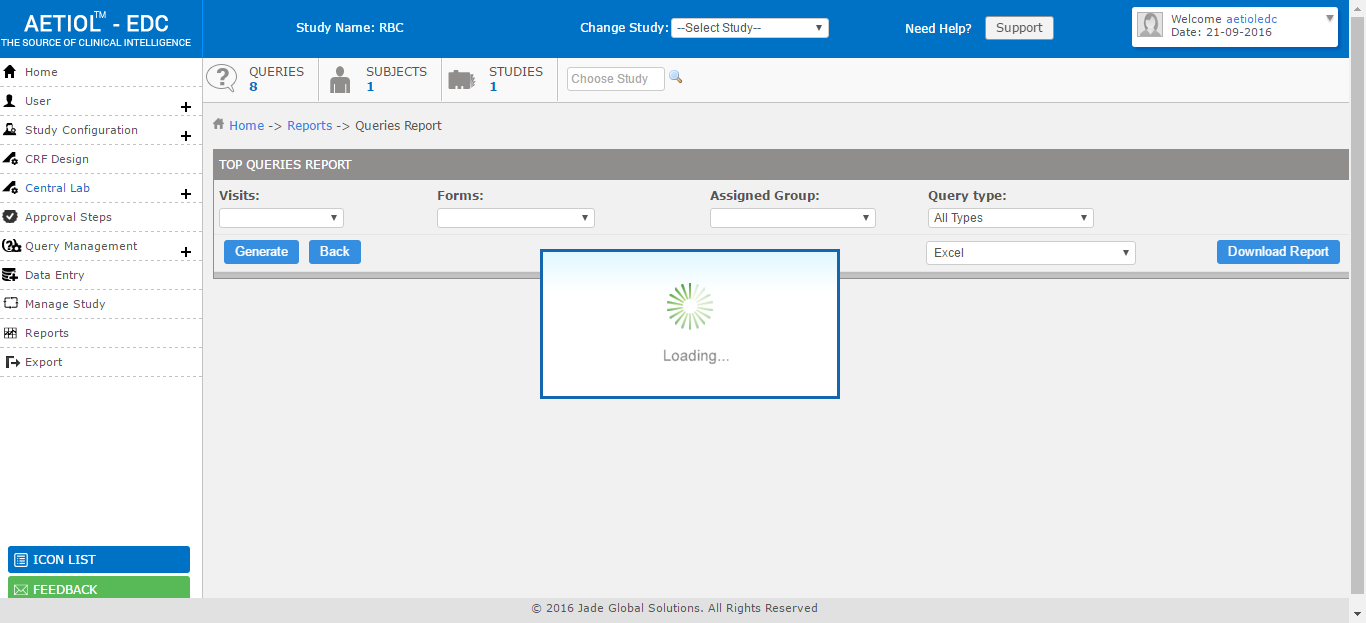 AETIOL™ - EDC
THE SOURCE OF CLINICAL INTELLIGENCE
Study Name: RBC
Change Study: --Select Study--
Need Help? Support
Welcome aetioledc
Date: 21-09-2016
Home
User
Study Configuration
CRF Design
Central Lab
Approval Steps
Query Management
Data Entry
Manage Study
Reports
Export
ICON LIST
FEEDBACK
QUERIES
8
SUBJECTS
1
STUDIES
1
Choose Study
Home -> Reports -> Queries Report
TOP QUERIES REPORT
Visits: Forms: Assigned Group: Query type:
All Types
Generate Back Excel Download Report
Loading...
© 2016 Jade Global Solutions. All Rights Reserved